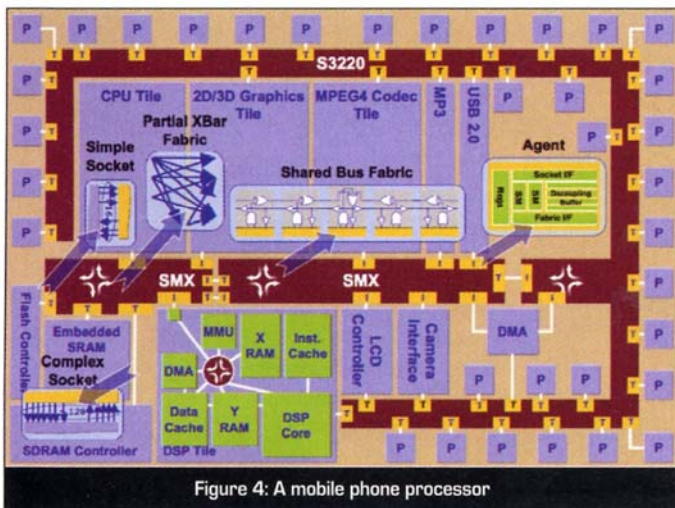 P P P P P P P P P P P
T T T T T T T T T T T
S3220
CPU Tile
2D/3D Graphics
Tile
MPEG4 Codec
Tile
MP3
USB 2.0
P P P
P
Partial XBar
Fabric
Simple
Socket
Shared Bus Fabric
Agent
Regs
Socket I/F
SM
BM
Decoupling
Buffer
Fabric I/F
SMX
SMX
Flash Controller
Embedded
SRAM
Complex
Socket
128
SDRAM Controller
MMU
X
RAM
Inst.
Cache
DMA
Data
Cache
Y
RAM
DSP
Core
DSP Tile
LCD
Controller
Camera
Interface
DMA
P P P
T T T
P P P P P P P
Figure 4: A mobile phone processor